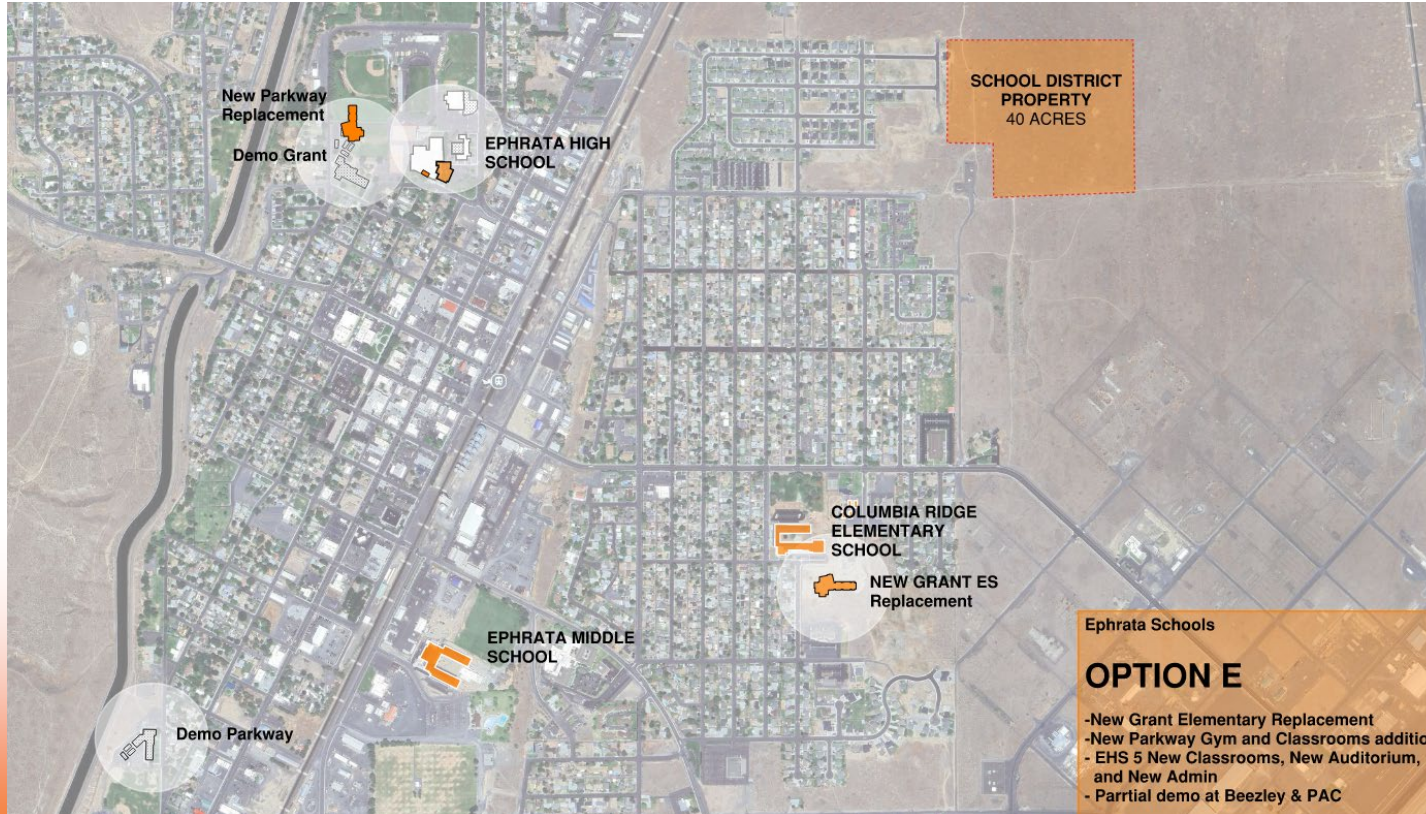 New Parkway
Replacement
Demo Grant
EPHRATA HIGH
SCHOOL
SCHOOL DISTRICT
PROPERTY
40 ACRES
COLUMBIA RIDGE
ELEMENTARY
SCHOOL
NEW GRANT ES
Replacement
EPHRATA MIDDLE
SCHOOL
Demo Parkway
Ephrata Schools
OPTION E
-New Grant Elementary Replacement
-New Parkway Gym and Classrooms additio
- EHS 5 New Classrooms, New Auditorium,
and New Admin
- Parrtial demo at Beezley & PAC